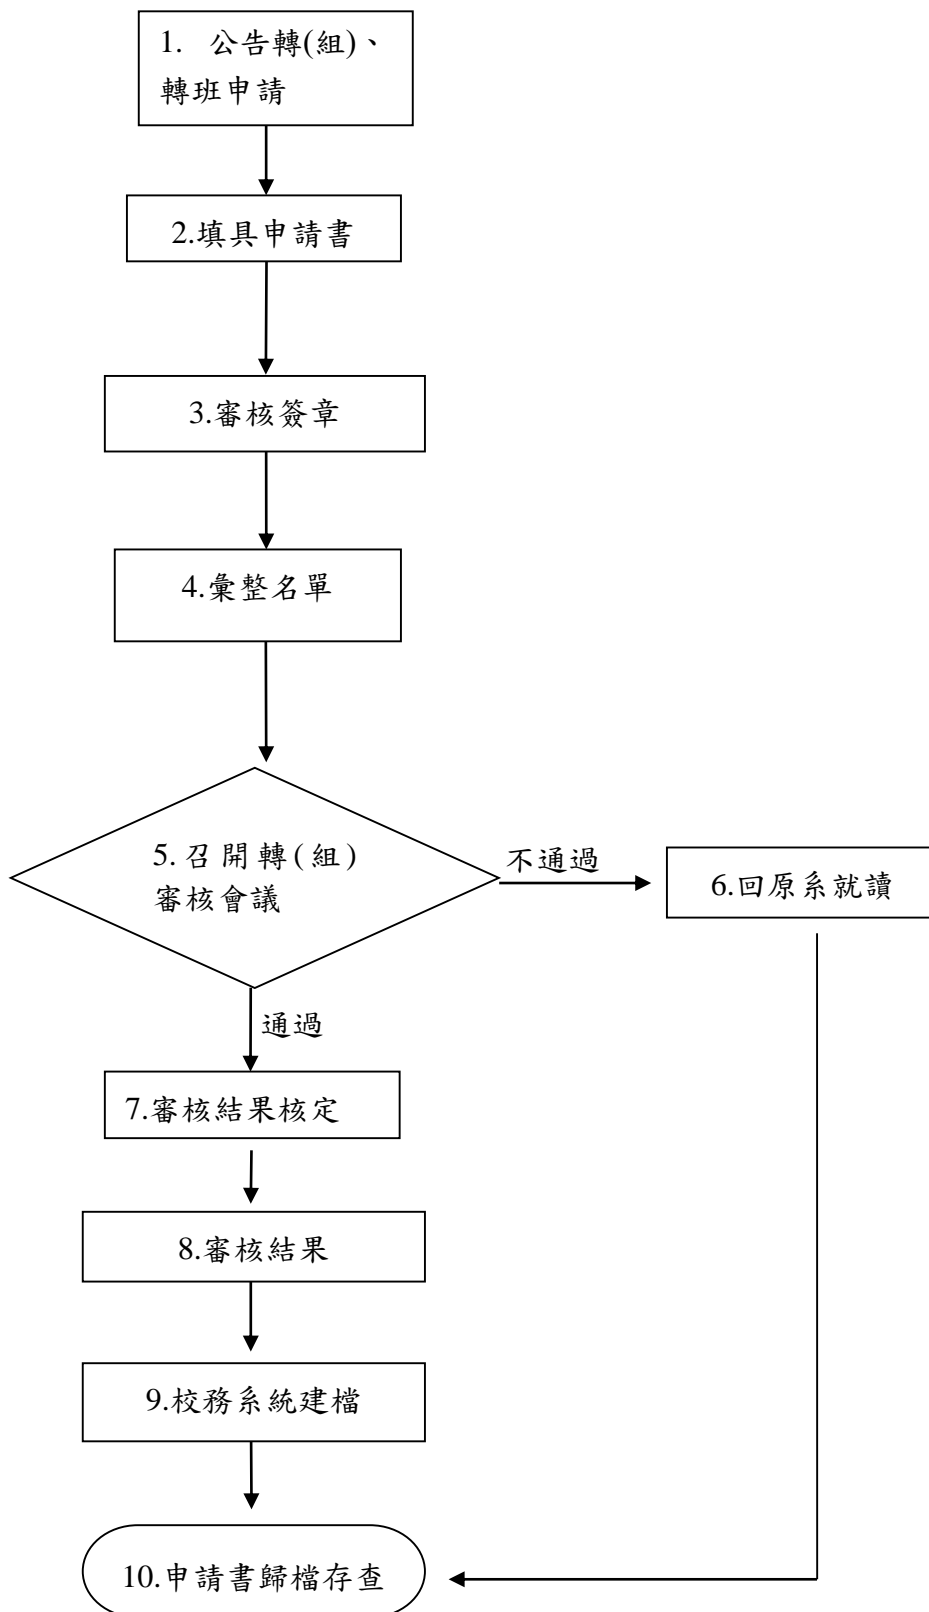 1. 公告轉(組)、
轉班申請
2.填具申請書
3.審核簽章
4.彙整名單
5.召開轉(組)
審核會議
不通過
6.回原系就讀
通過
7.審核結果核定
8.審核結果
9.校務系統建檔
10.申請書歸檔存查